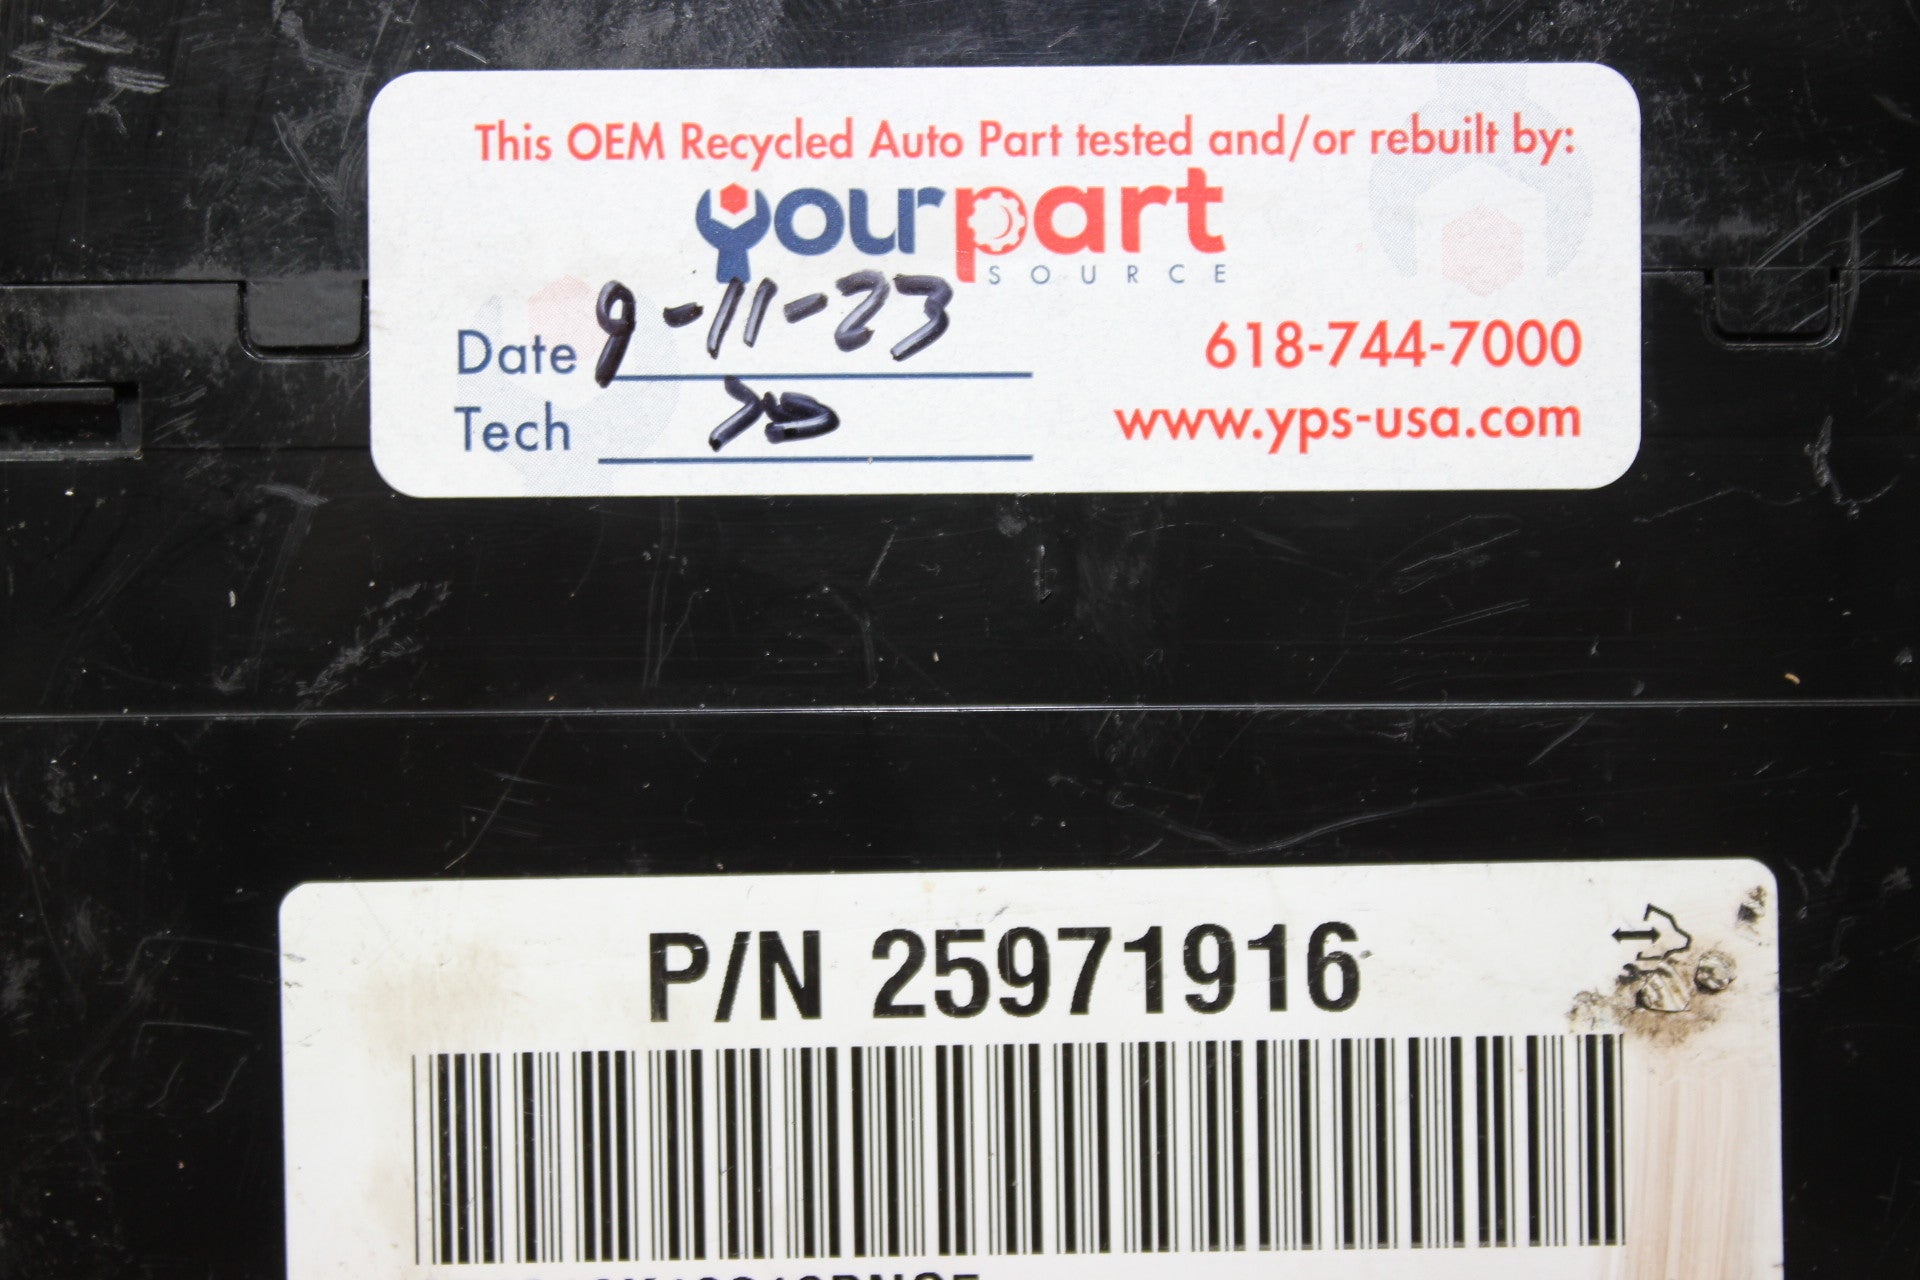 This OEM Recycled Auto Part tested and/or rebuilt by:
yourpart
SOURCE
Date 9-11-23
618-744-7000
Tech
www.yps-usa.com
P/N 25971916